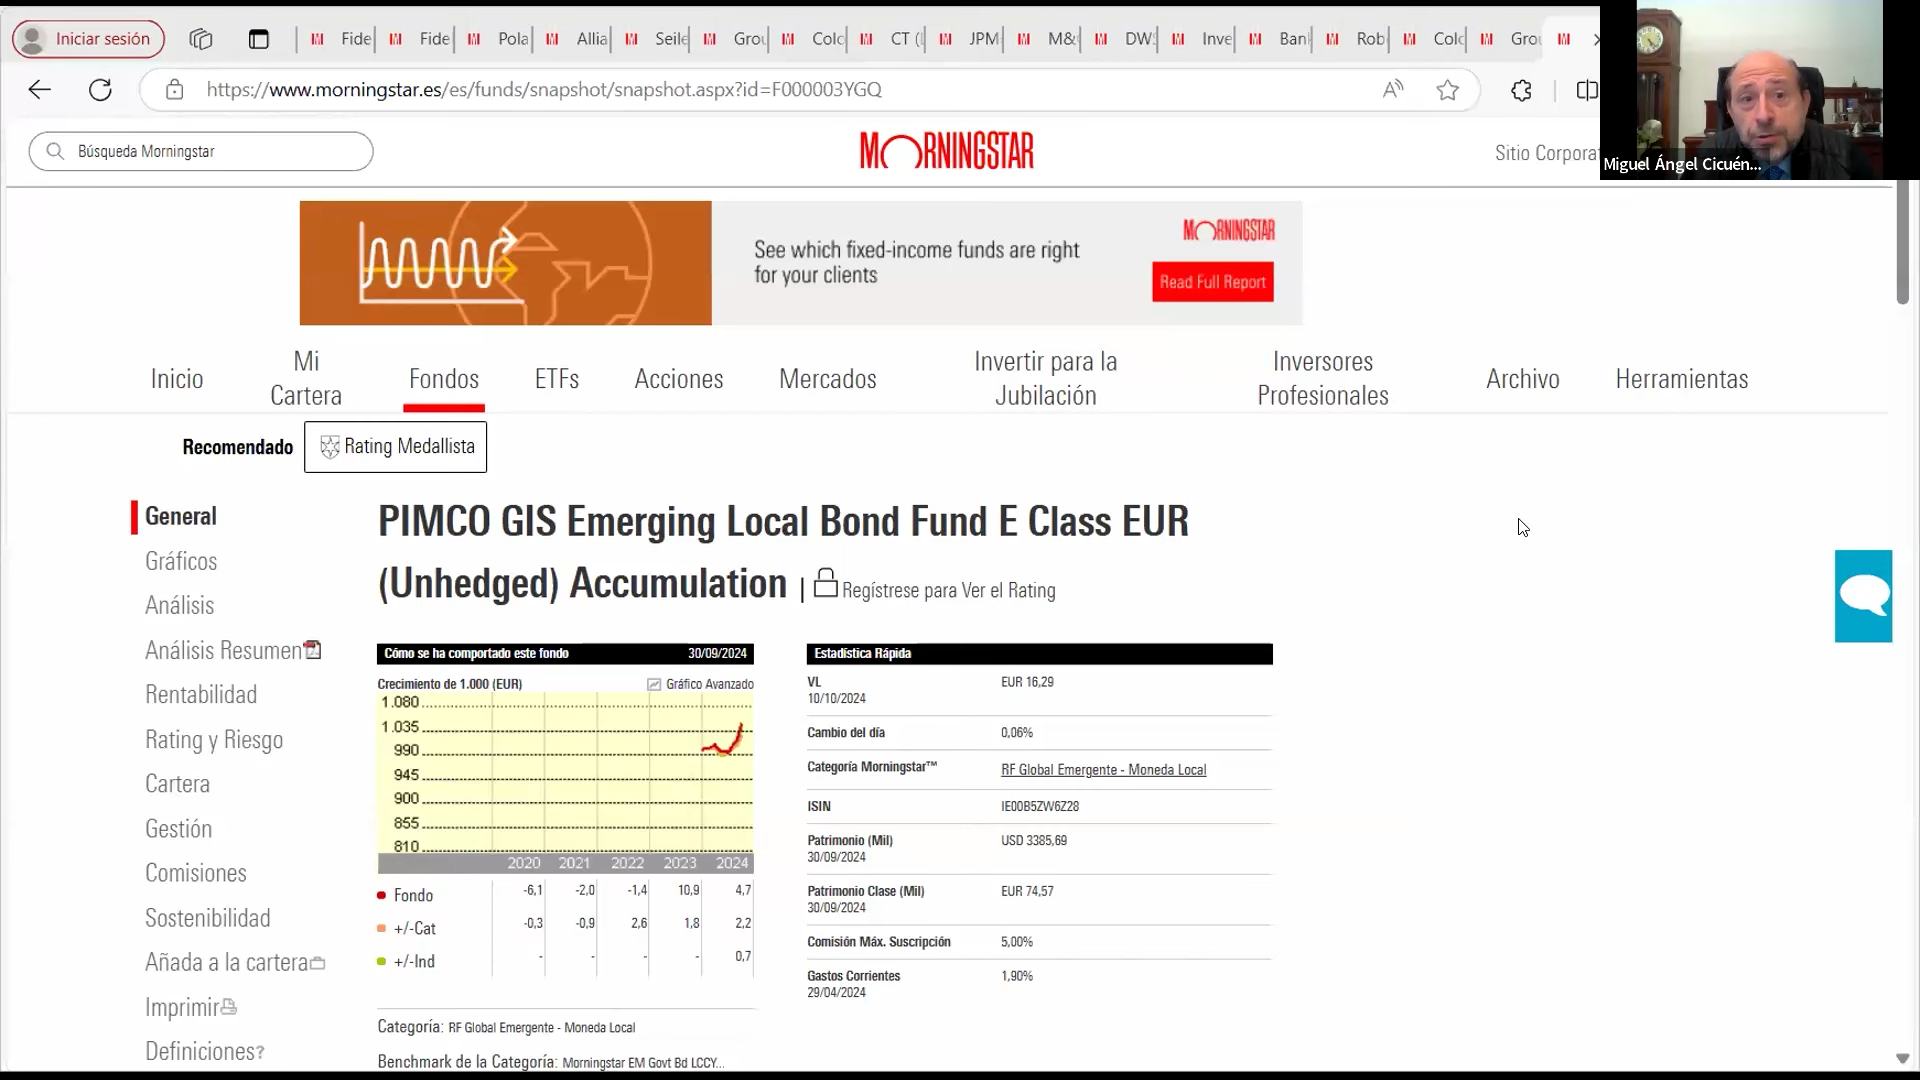 Iniciar sesión
Fide
Fide
Pola
Allia
Seile
Grou
Colo
CT (
JPM
M&
DW
Inve
Ban
Rob
Colo
Grou
https://www.morningstar.es/es/funds/snapshot/snapshot.aspx?id=F000003YGQ
Miguel Ángel Cicuén...
Búsqueda Morningstar
MORNINGSTAR
Sitio Corporat
See which fixed-income funds are right
for your clients
MORNINGSTAR
Read Full Report
Inicio
Mi
Cartera
Fondos
ETFs
Acciones
Mercados
Invertir para la
Jubilación
Inversores
Profesionales
Archivo
Herramientas
Recomendado
Rating Medallista
General
Gráficos
Análisis
Análisis Resumen
Rentabilidad
Rating y Riesgo
Cartera
Gestión
Comisiones
Sostenibilidad
Añada a la cartera
Imprimir
Definiciones?
PIMCO GIS Emerging Local Bond Fund E Class EUR
(Unhedged) Accumulation | Regístrese para Ver el Rating
Cómo se ha comportado este fondo 30/09/2024
Crecimiento de 1.000 (EUR) Gráfico Avanzado
1.080
1.035
990
945
900
855
810
2020 2021 2022 2023 2024
Fondo -6,1 -2,0 -1,4 10,9 4,7
+/-Cat -0,3 -0,9 2,6 1,8 2,2
+/-Ind - - - - 0,7
Categoría: RF Global Emergente - Moneda Local
Benchmark de la Categoría: Morningstar EM Govt Bd LCCY...
Estadística Rápida
VL EUR 16,29
10/10/2024
Cambio del día 0,06%
Categoría Morningstar™ RF Global Emergente - Moneda Local
ISIN IE00B5ZW6Z28
Patrimonio (Mil) USD 3385,69
30/09/2024
Patrimonio Clase (Mil) EUR 74,57
30/09/2024
Comisión Máx. Suscripción 5,00%
Gastos Corrientes 1,90%
29/04/2024